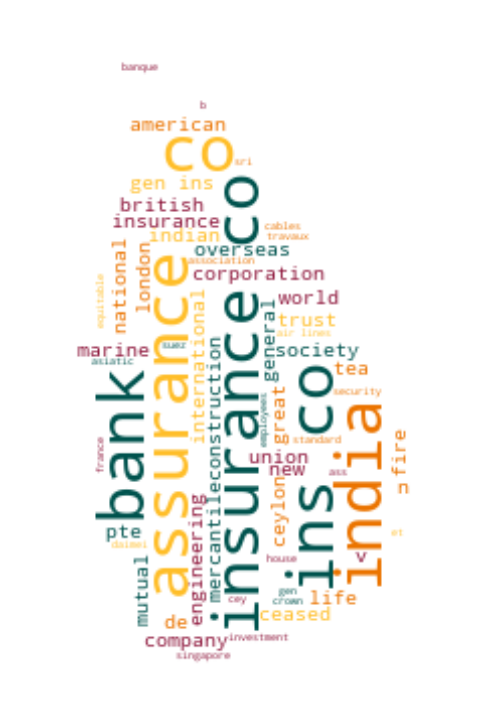 banque
b
american
co
sri
gen ins
co
british
insurance
cables
indian
travaux
overseas
association
national
london
assurance
corporation
equitable
international
world
insurance
general
trust
air lines
marine
suez
society
asiatic
construction
ins co
tea
bank
great
employees
security
india
standard
france
fire
union
new
ass
mercantile
engineering
ceylon
n
pte
et
daimei
mutual
house
v
gen
cey
crown
life
de
ceased
company
investment
singapore